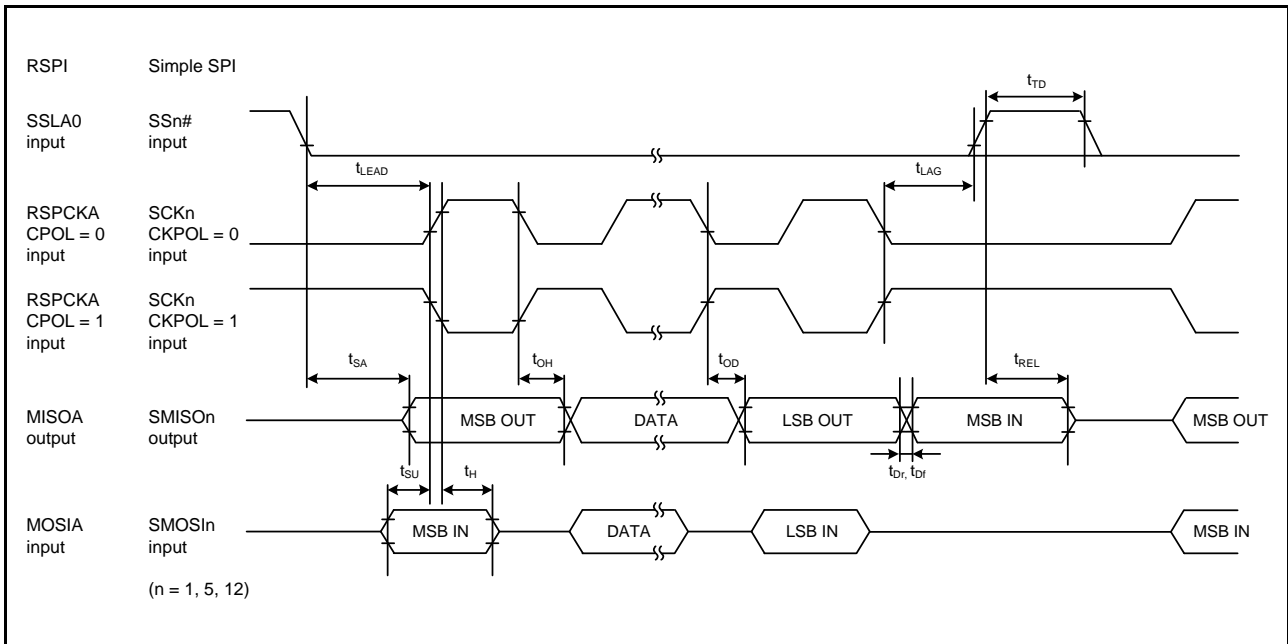 RSPI Simple SPI
tTD
SSLA0 SSn#
input input
tLEAD tLAG
RSPCKA SCKn
CPOL = 0 CKPOL = 0
input input
RSPCKA SCKn
CPOL = 1 CKPOL = 1
input input
tSA tOH tOD tREL
MISOA SMISOn MSB OUT DATA LSB OUT MSB IN MSB OUT
output output
tSU tH tDr, tDf
MOSIA SMOSIn MSB IN DATA LSB IN MSB IN
input input
(n = 1, 5, 12)